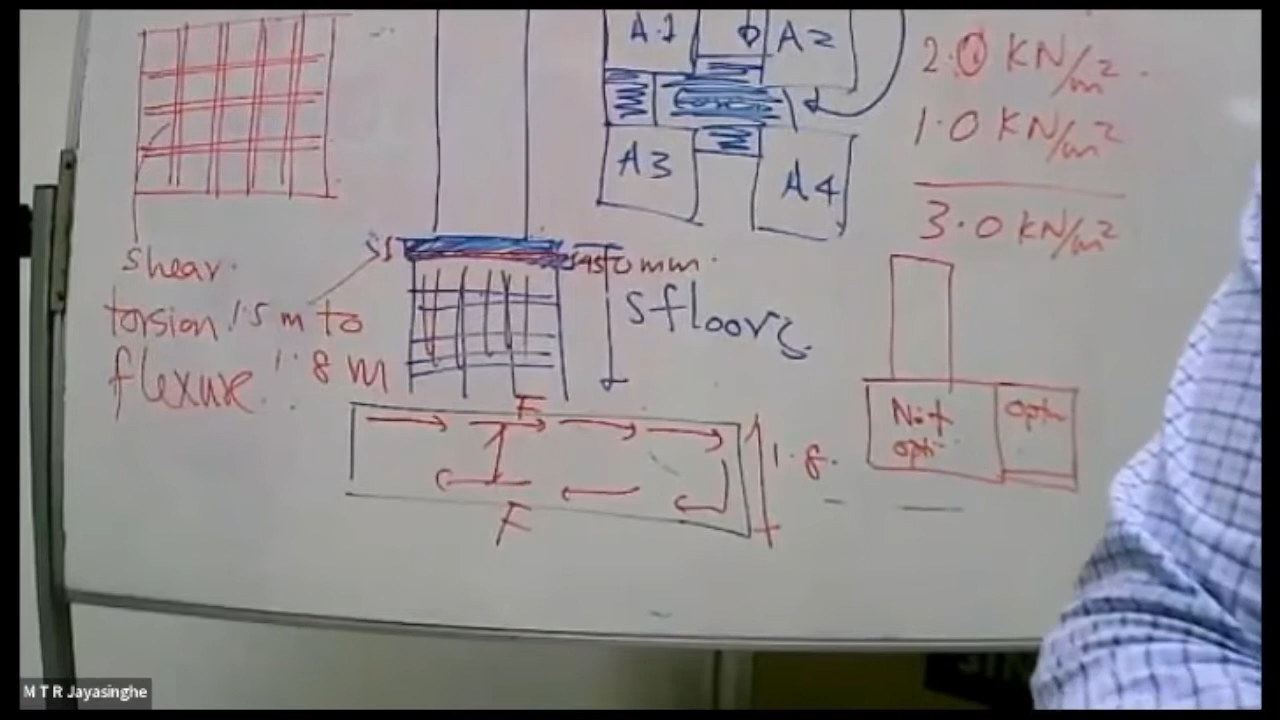 A.1
A2
A3
A4
2.0 KN/m²
1.0 KN/m²
3.0 KN/m²
shear.
torsion 1.5 m to
flexure. 1.8 m
5 floors
Not
opti
opti
F
F
1.8.
M T R Jayasinghe